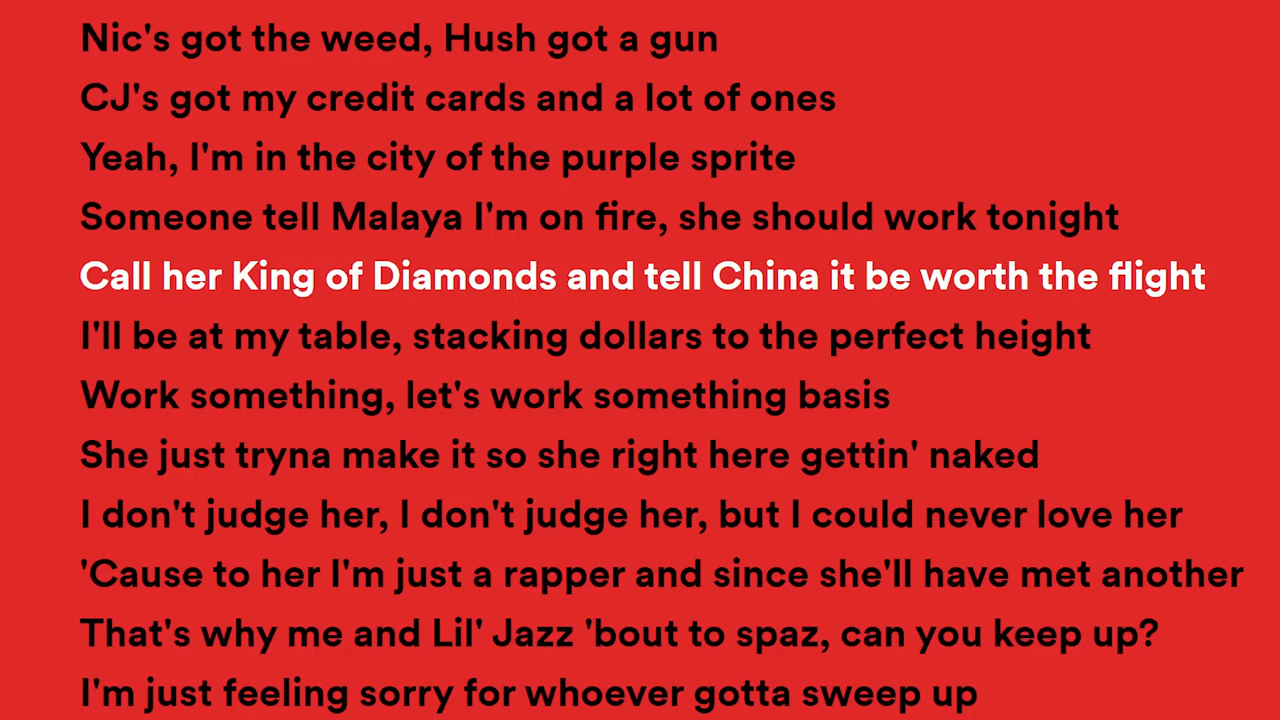 Nic's got the weed, Hush got a gun
CJ's got my credit cards and a lot of ones
Yeah, I'm in the city of the purple sprite
Someone tell Malaya I'm on fire, she should work tonight
Call her King of Diamonds and tell China it be worth the flight
I'll be at my table, stacking dollars to the perfect height
Work something, let's work something basis
She just tryna make it so she right here gettin' naked
I don't judge her, I don't judge her, but I could never love her
'Cause to her I'm just a rapper and since she'll have met another
That's why me and Lil' Jazz 'bout to spaz, can you keep up?
I'm just feeling sorry for whoever gotta sweep up